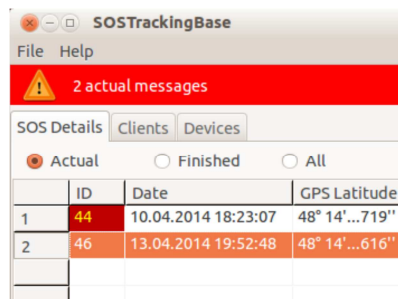 SOSTrackingBase
File Help
2 actual messages
SOS Details Clients Devices
Actual Finished All
ID Date GPS Latitude
1 44 10.04.2014 18:23:07 48° 14'...719''
2 46 13.04.2014 19:52:48 48° 14'...616''